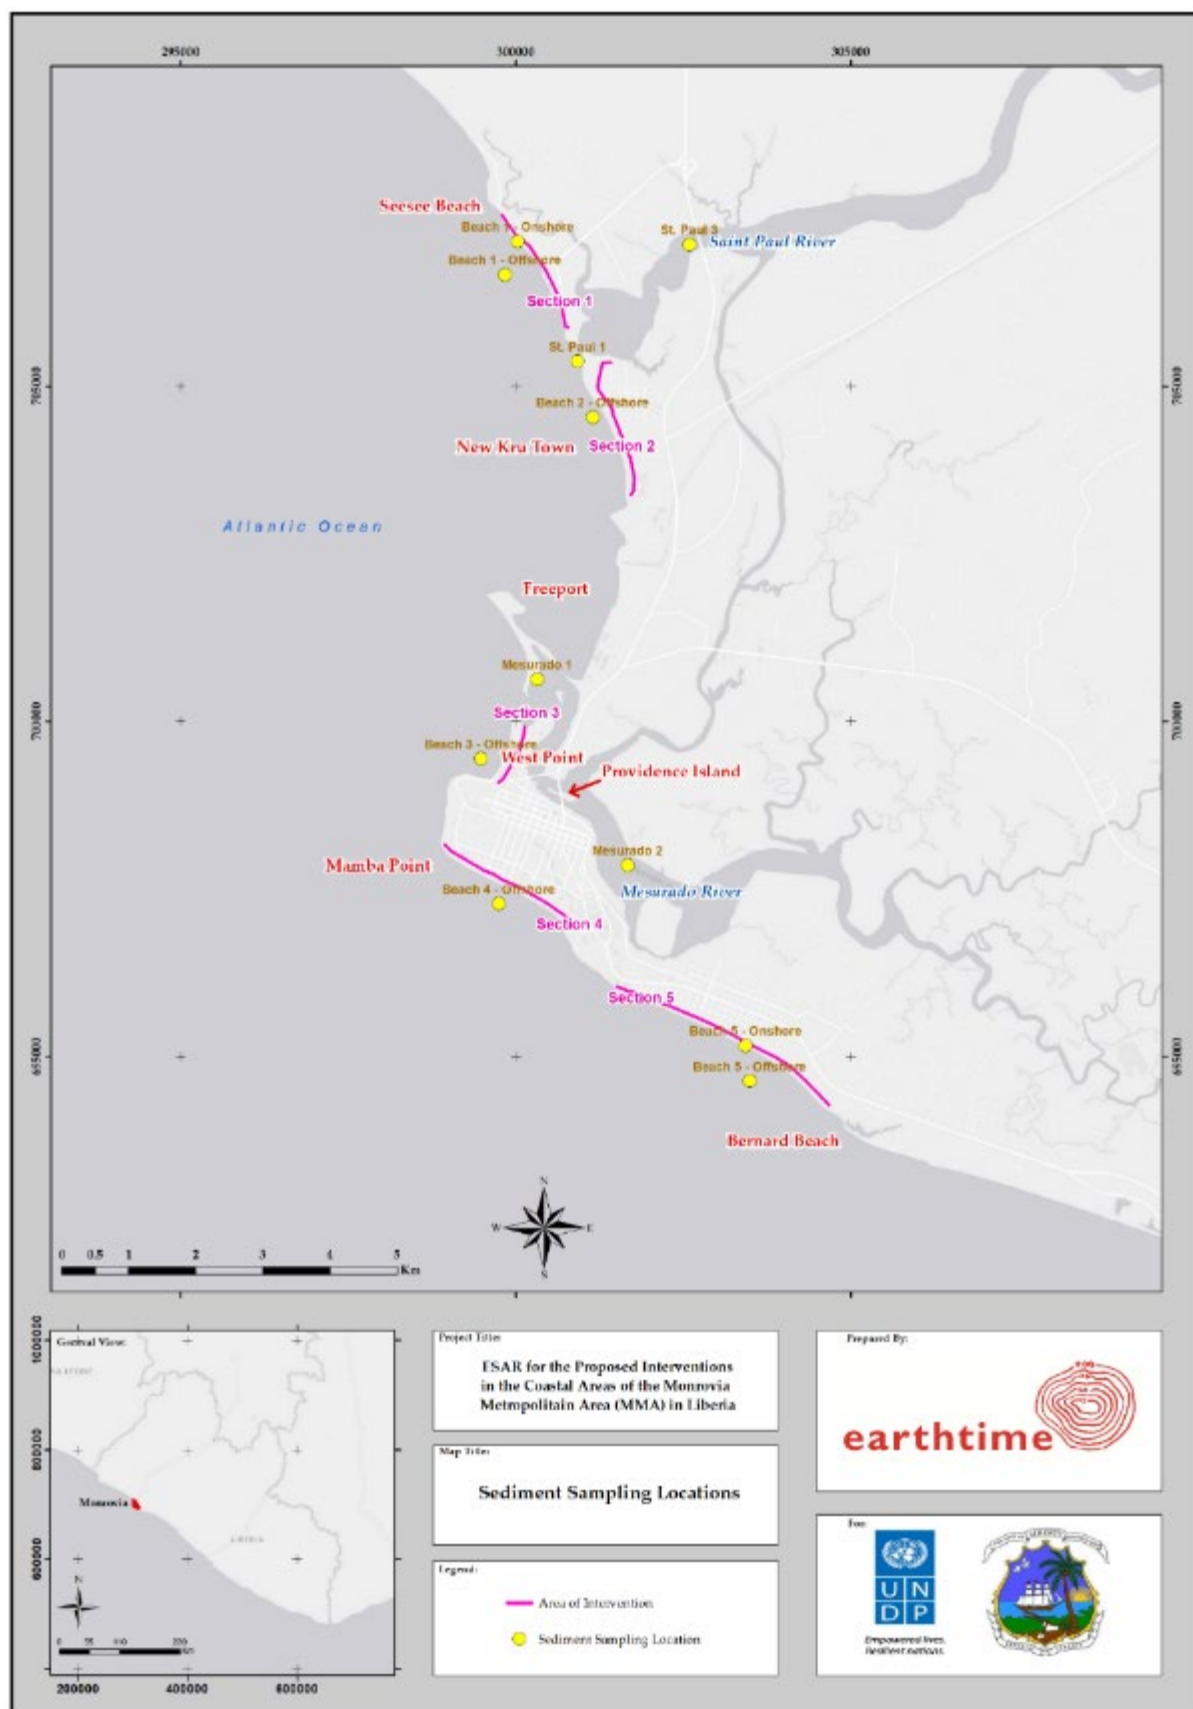 295000
300000
305000
Seesee Beach
Beach 1 - Onshore
St. Paul 3
Saint Paul River
Beach 1 - Offshore
Section 1
St. Paul 1
705000
705000
Beach 2 - Offshore
New Kru Town
Section 2
Atlantic Ocean
Freeport
Mesurado 1
Section 3
700000
700000
Beach 3 - Offshore
West Point
Providence Island
Mesurado 2
Mamba Point
Beach 4 - Offshore
Mesurado River
Section 4
Section 5
Beach 5 - Onshore
695000
695000
Beach 5 - Offshore
Bernard Beach
N
W
E
S
0 0.5 1 2 3 4 5
Km
General View:
1000000
800000
600000
Monrovia
N
200000 400000 600000
Project Title:
ESAR for the Proposed Interventions
in the Coastal Areas of the Monrovia
Metropolitain Area (MMA) in Liberia
Map Title:
Sediment Sampling Locations
Legend:
Area of Intervention
Sediment Sampling Location
Prepared By:
earthtime
For:
U N
D P
Empowered lives.
Resilient nations.